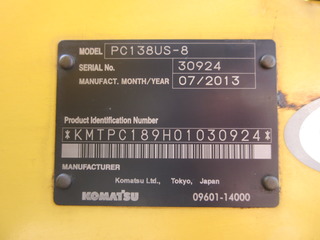 MODEL PC138US-8
SERIAL No. 30924
MANUFACT. MONTH/YEAR 07/2013
Product Identification Number
*KMTPC189H01030924*
MANUFACTURER
Komatsu Ltd., Tokyo, Japan
KOMATSU 09601-14000